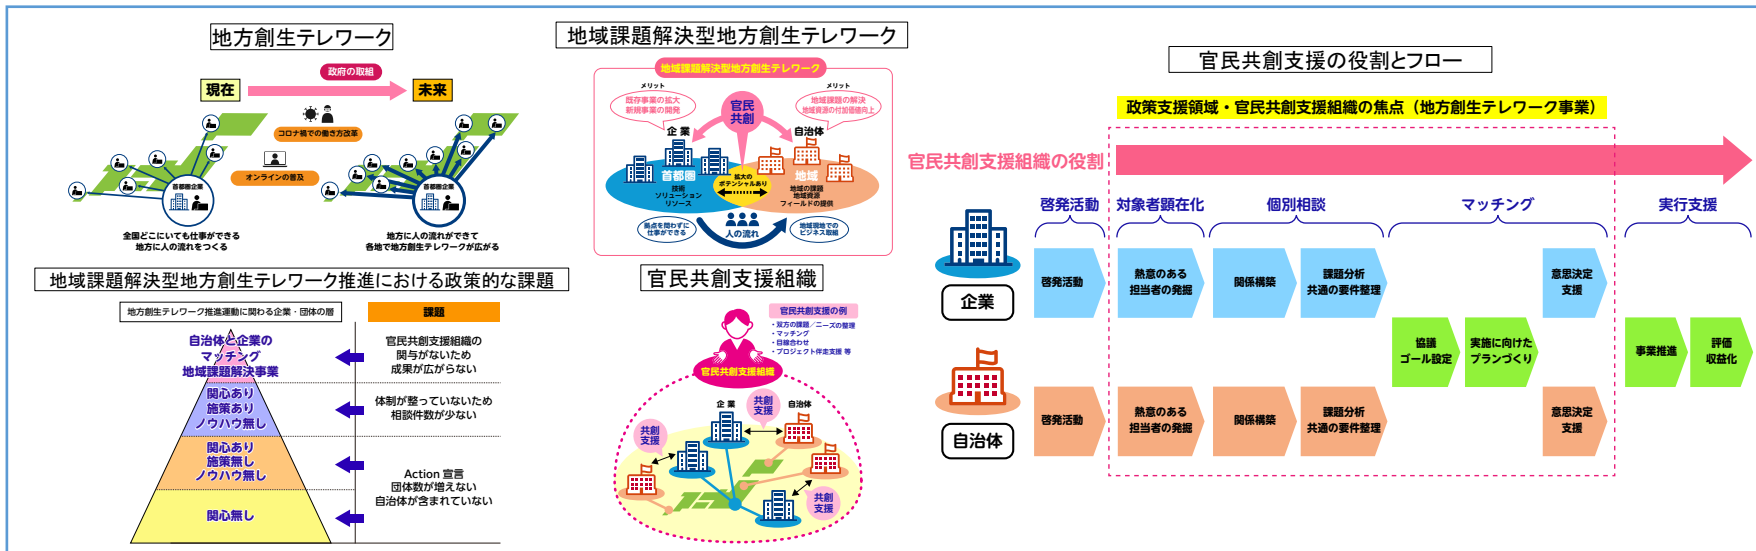 地方創生テレワーク
政府の取組
現在
未来
コロナ禍での働き方改革
オンラインの普及
首都圏企業
首都圏企業
全国どこにいても仕事ができる
地方に人の流れをつくる
地方に人の流れができて
各地で地方創生テレワークが広がる
地域課題解決型地方創生テレワーク
地域課題解決型地方創生テレワーク
メリット
既存事業の拡大
新規事業の開発
官民
共創
メリット
地域課題の解決
地域資源の付加価値向上
企業
自治体
首都圏
技術
ソリューション
リソース
拡大の
ポテンシャルあり
地域
地域の課題
地域資源
フィールドの提供
拠点を問わずに
仕事ができる
人の流れ
地域現地での
ビジネス取組
地域課題解決型地方創生テレワーク推進における政策的な課題
地方創生テレワーク推進運動に関わる企業・団体の層
課題
自治体と企業の
マッチング
地域課題解決事業
官民共創支援組織の
関与がないため
成果が広がらない
関心あり
施策あり
ノウハウ無し
体制が整っていないため
相談件数が少ない
関心あり
施策無し
ノウハウ無し
関心無し
Action 宣言
団体数が増えない
自治体が含まれていない
官民共創支援組織
官民共創支援の例
・双方の課題／ニーズの整理
・マッチング
・目線合わせ
・プロジェクト伴走支援 等
官民共創支援組織
企業
共創
支援
自治体
共創
支援
共創
支援
官民共創支援の役割とフロー
政策支援領域・官民共創支援組織の焦点（地方創生テレワーク事業）
官民共創支援組織の役割
啓発活動
対象者顕在化
個別相談
マッチング
実行支援
企業
啓発活動
熱意のある
担当者の発掘
関係構築
課題分析
共通の要件整理
意思決定
支援
協議
ゴール設定
実施に向けた
プランづくり
事業推進
評価
収益化
自治体
啓発活動
熱意のある
担当者の発掘
関係構築
課題分析
共通の要件整理
意思決定
支援